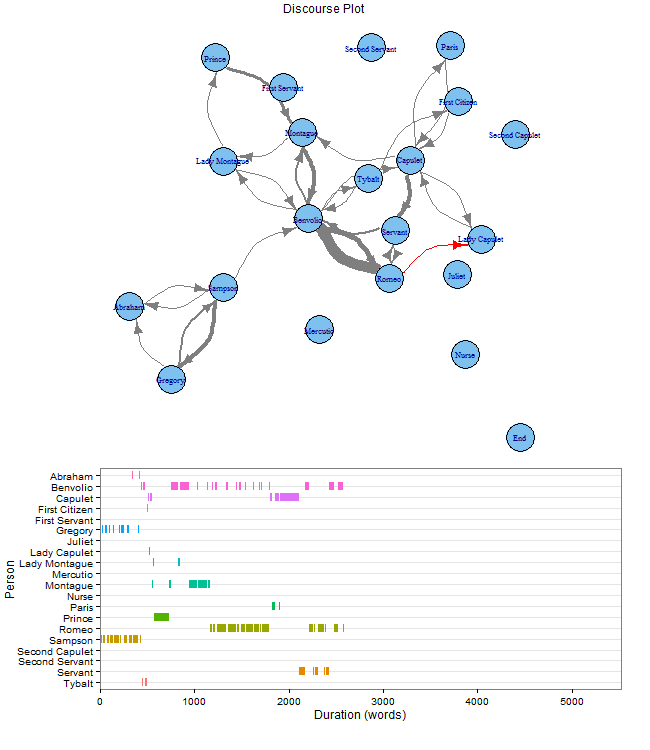 Discourse Plot
Second Servant
Paris
Prince
First Servant
First Citizen
Montague
Second Capulet
Lady Montague
Capulet
Tybalt
Benvolio
Servant
Lady Capulet
Romeo
Juliet
Sampson
Abraham
Mercutio
Nurse
Gregory
End
Abraham
Benvolio
Capulet
First Citizen
First Servant
Gregory
Juliet
Lady Capulet
Lady Montague
Mercutio
Montague
Nurse
Paris
Prince
Romeo
Sampson
Second Capulet
Second Servant
Servant
Tybalt
Person
0 1000 2000 3000 4000 5000
Duration (words)